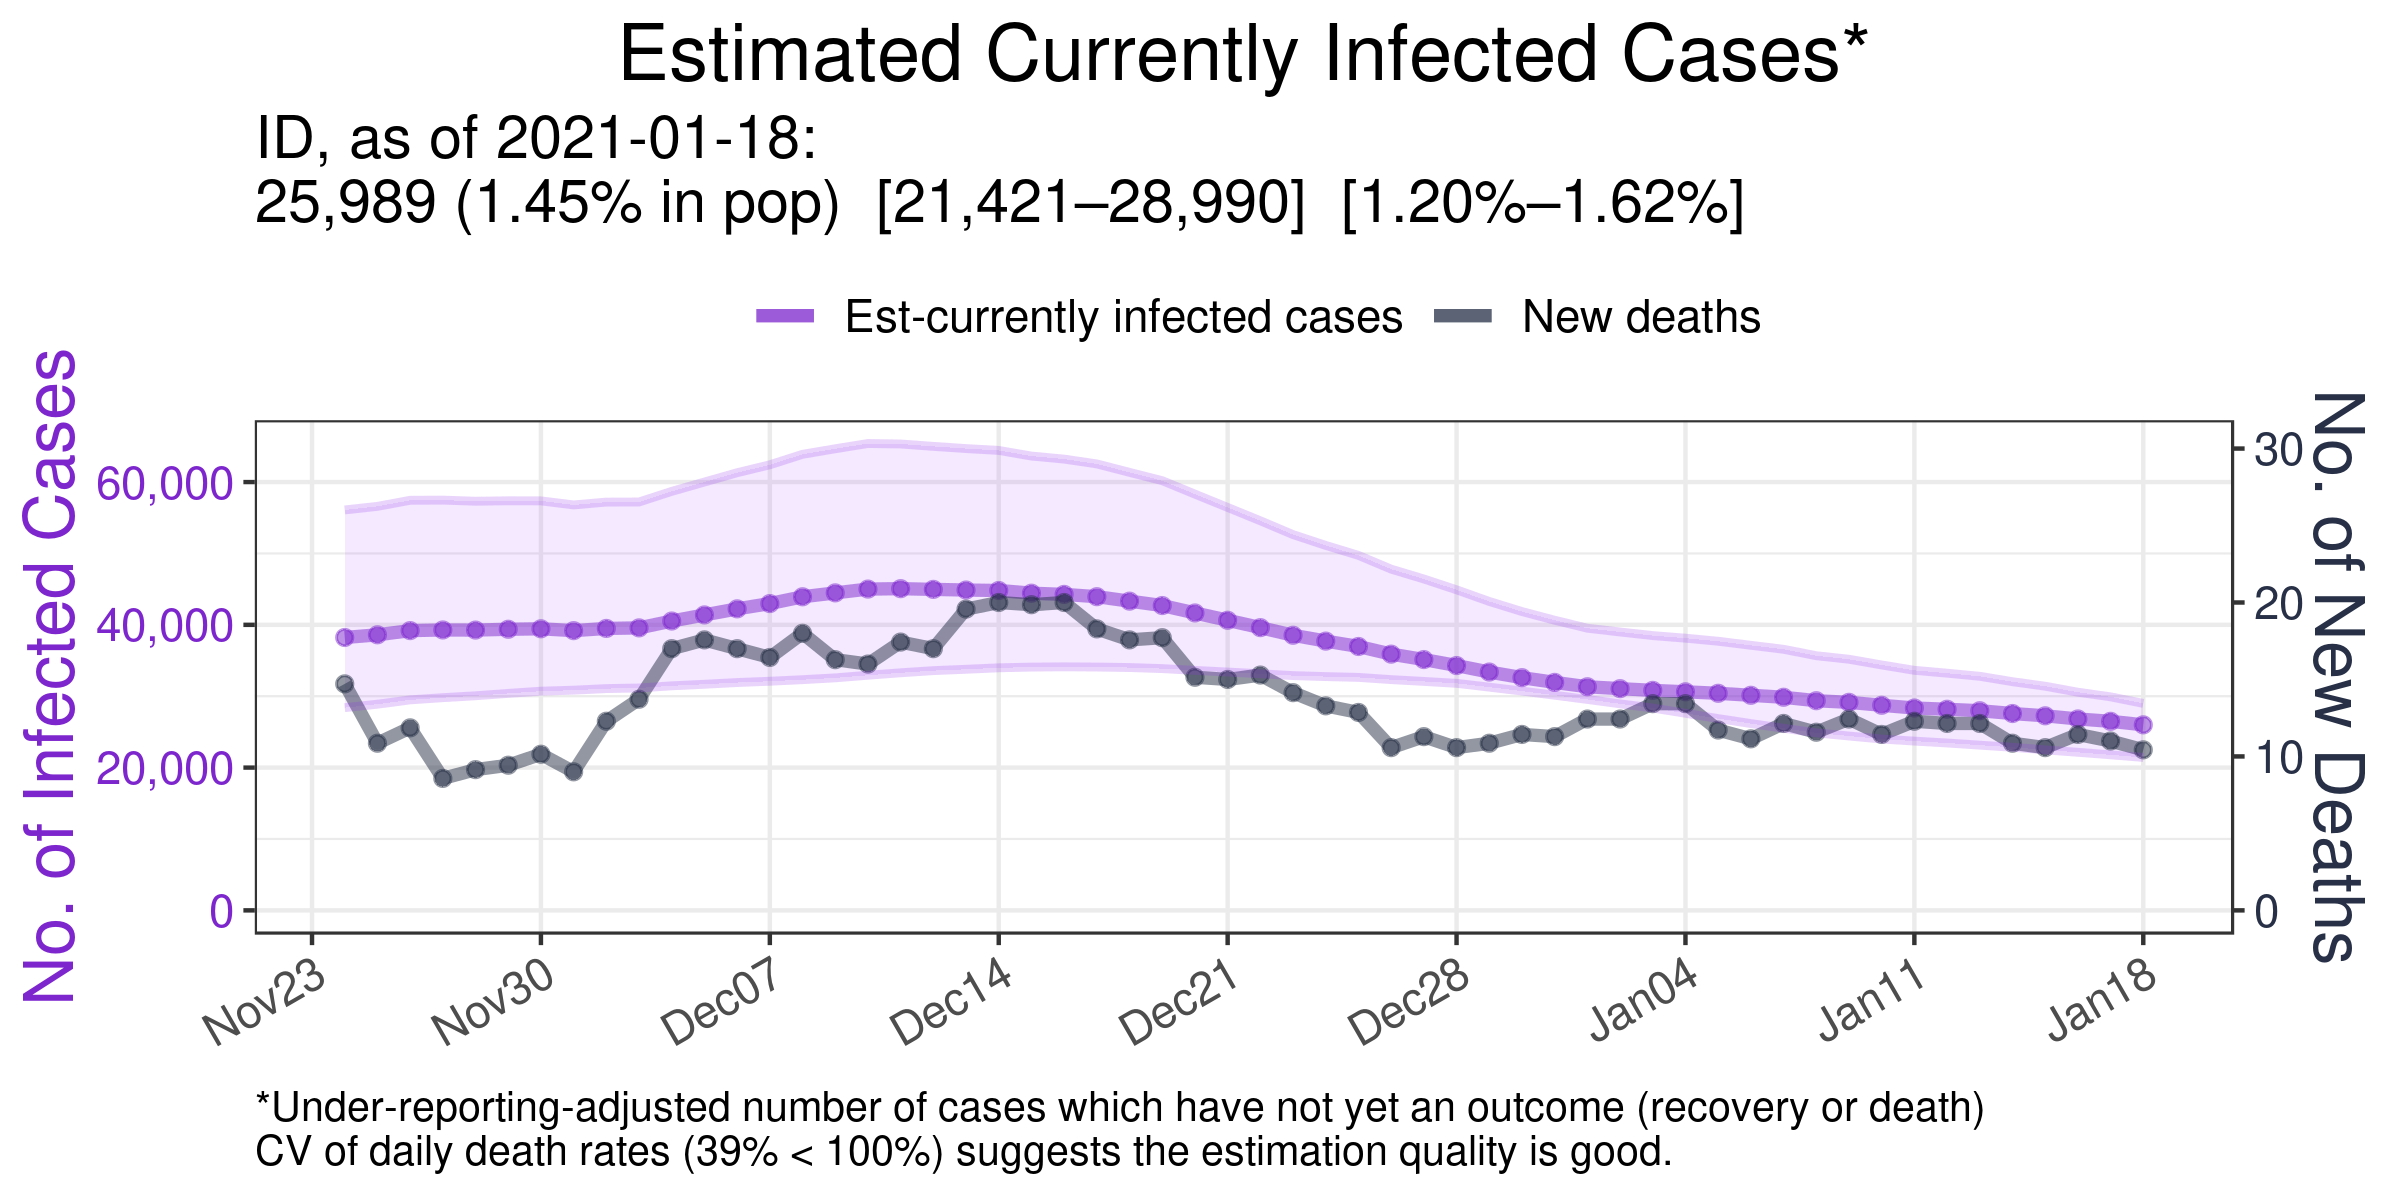 Estimated Currently Infected Cases*
ID, as of 2021-01-18:
25,989 (1.45% in pop)  [21,421–28,990]  [1.20%–1.62%]
Est-currently infected cases
New deaths
No. of Infected Cases
60,000
40,000
20,000
0
No. of New Deaths
30
20
10
0
Nov23
Nov30
Dec07
Dec14
Dec21
Dec28
Jan04
Jan11
Jan18
*Under-reporting-adjusted number of cases which have not yet an outcome (recovery or death)
CV of daily death rates (39% < 100%) suggests the estimation quality is good.